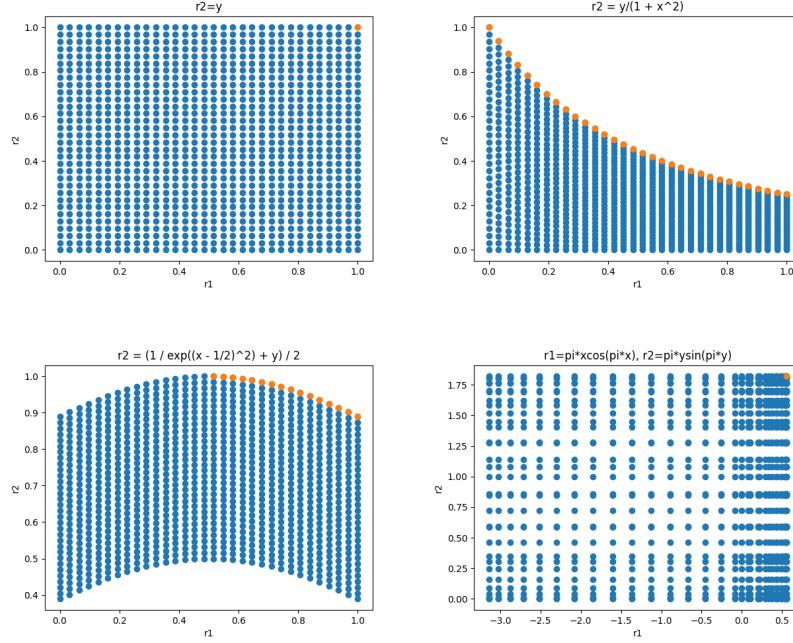 r2=y
1.0
0.8
0.6
0.4
0.2
0.0
r2
0.0 0.2 0.4 0.6 0.8 1.0
r1
r2 = y/(1 + x^2)
1.0
0.8
0.6
0.4
0.2
0.0
r2
0.0 0.2 0.4 0.6 0.8 1.0
r1
r2 = (1 / exp((x - 1/2)^2) + y) / 2
1.0
0.9
0.8
0.7
0.6
0.5
0.4
r2
0.0 0.2 0.4 0.6 0.8 1.0
r1
r1=pi*xcos(pi*x), r2=pi*ysin(pi*y)
1.75
1.50
1.25
1.00
0.75
0.50
0.25
0.00
r2
−3.0 −2.5 −2.0 −1.5 −1.0 −0.5 0.0 0.5
r1